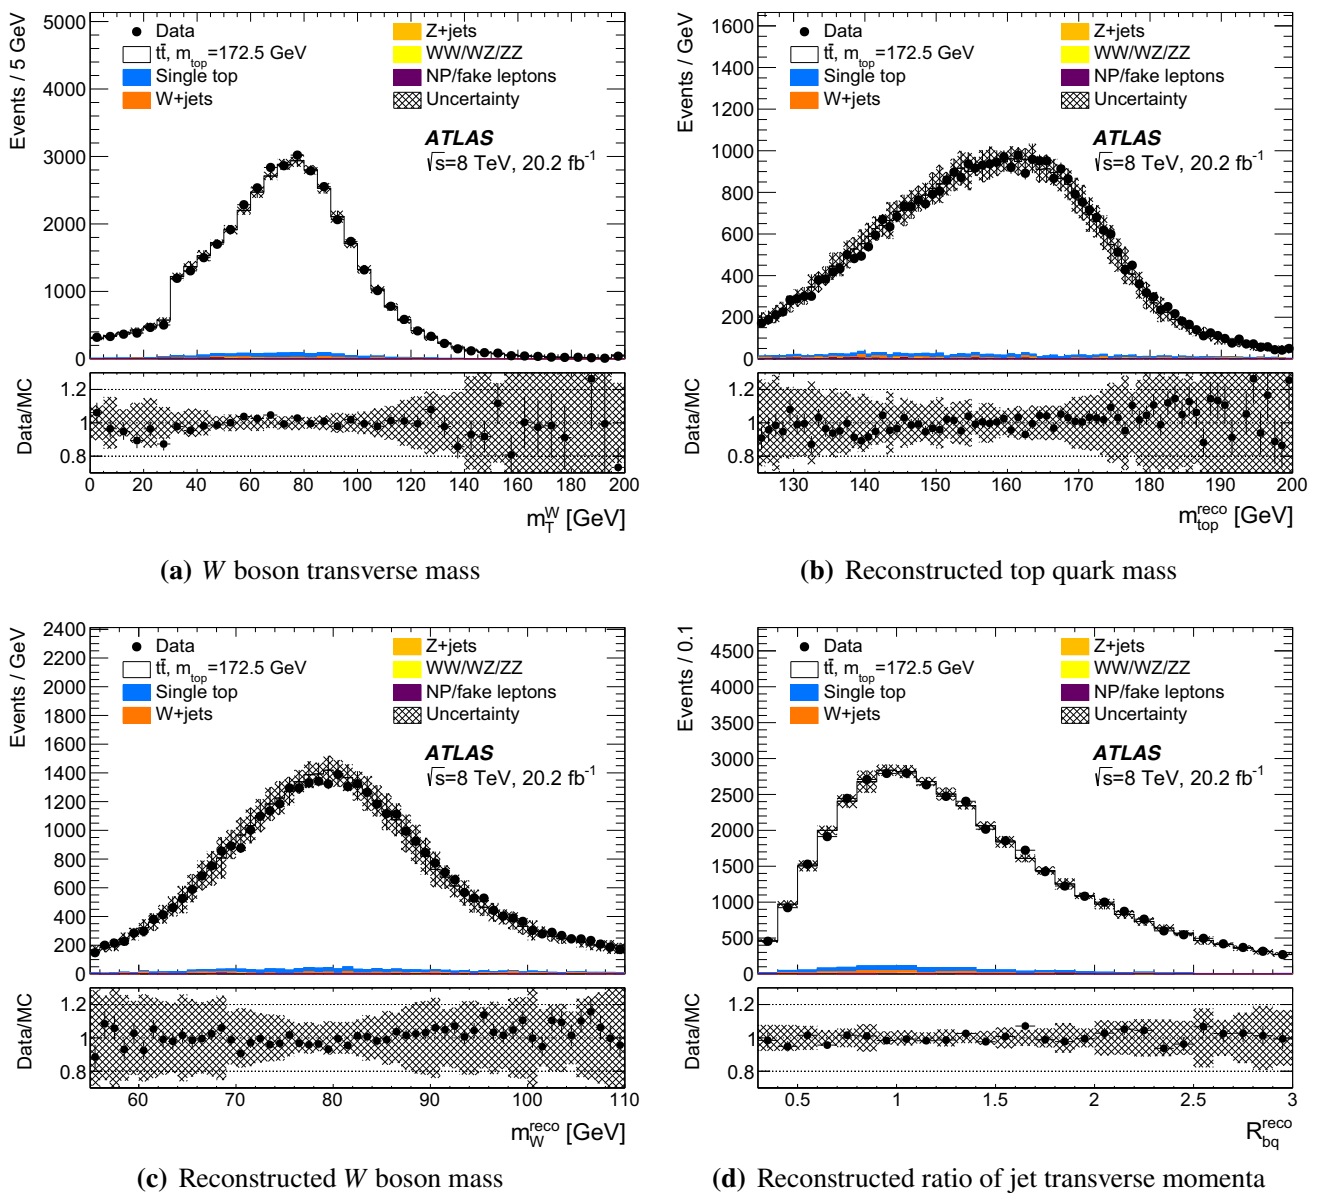 Events / 5 GeV
5000
4000
3000
2000
1000
0
Data
tt̄, m_top=172.5 GeV
Single top
W+jets
Z+jets
WW/WZ/ZZ
NP/fake leptons
Uncertainty
ATLAS
√s=8 TeV, 20.2 fb⁻¹
Data/MC
1.2
1
0.8
0 20 40 60 80 100 120 140 160 180 200
m_T^W [GeV]
(a) W boson transverse mass
Events / GeV
1600
1400
1200
1000
800
600
400
200
0
Data
tt̄, m_top=172.5 GeV
Single top
W+jets
Z+jets
WW/WZ/ZZ
NP/fake leptons
Uncertainty
ATLAS
√s=8 TeV, 20.2 fb⁻¹
Data/MC
1.2
1
0.8
130 140 150 160 170 180 190 200
m_top^reco [GeV]
(b) Reconstructed top quark mass
Events / GeV
2400
2200
2000
1800
1600
1400
1200
1000
800
600
400
200
0
Data
tt̄, m_top=172.5 GeV
Single top
W+jets
Z+jets
WW/WZ/ZZ
NP/fake leptons
Uncertainty
ATLAS
√s=8 TeV, 20.2 fb⁻¹
Data/MC
1.2
1
0.8
60 70 80 90 100 110
m_W^reco [GeV]
(c) Reconstructed W boson mass
Events / 0.1
4500
4000
3500
3000
2500
2000
1500
1000
500
0
Data
tt̄, m_top=172.5 GeV
Single top
W+jets
Z+jets
WW/WZ/ZZ
NP/fake leptons
Uncertainty
ATLAS
√s=8 TeV, 20.2 fb⁻¹
Data/MC
1.2
1
0.8
0.5 1 1.5 2 2.5 3
R_bq^reco
(d) Reconstructed ratio of jet transverse momenta